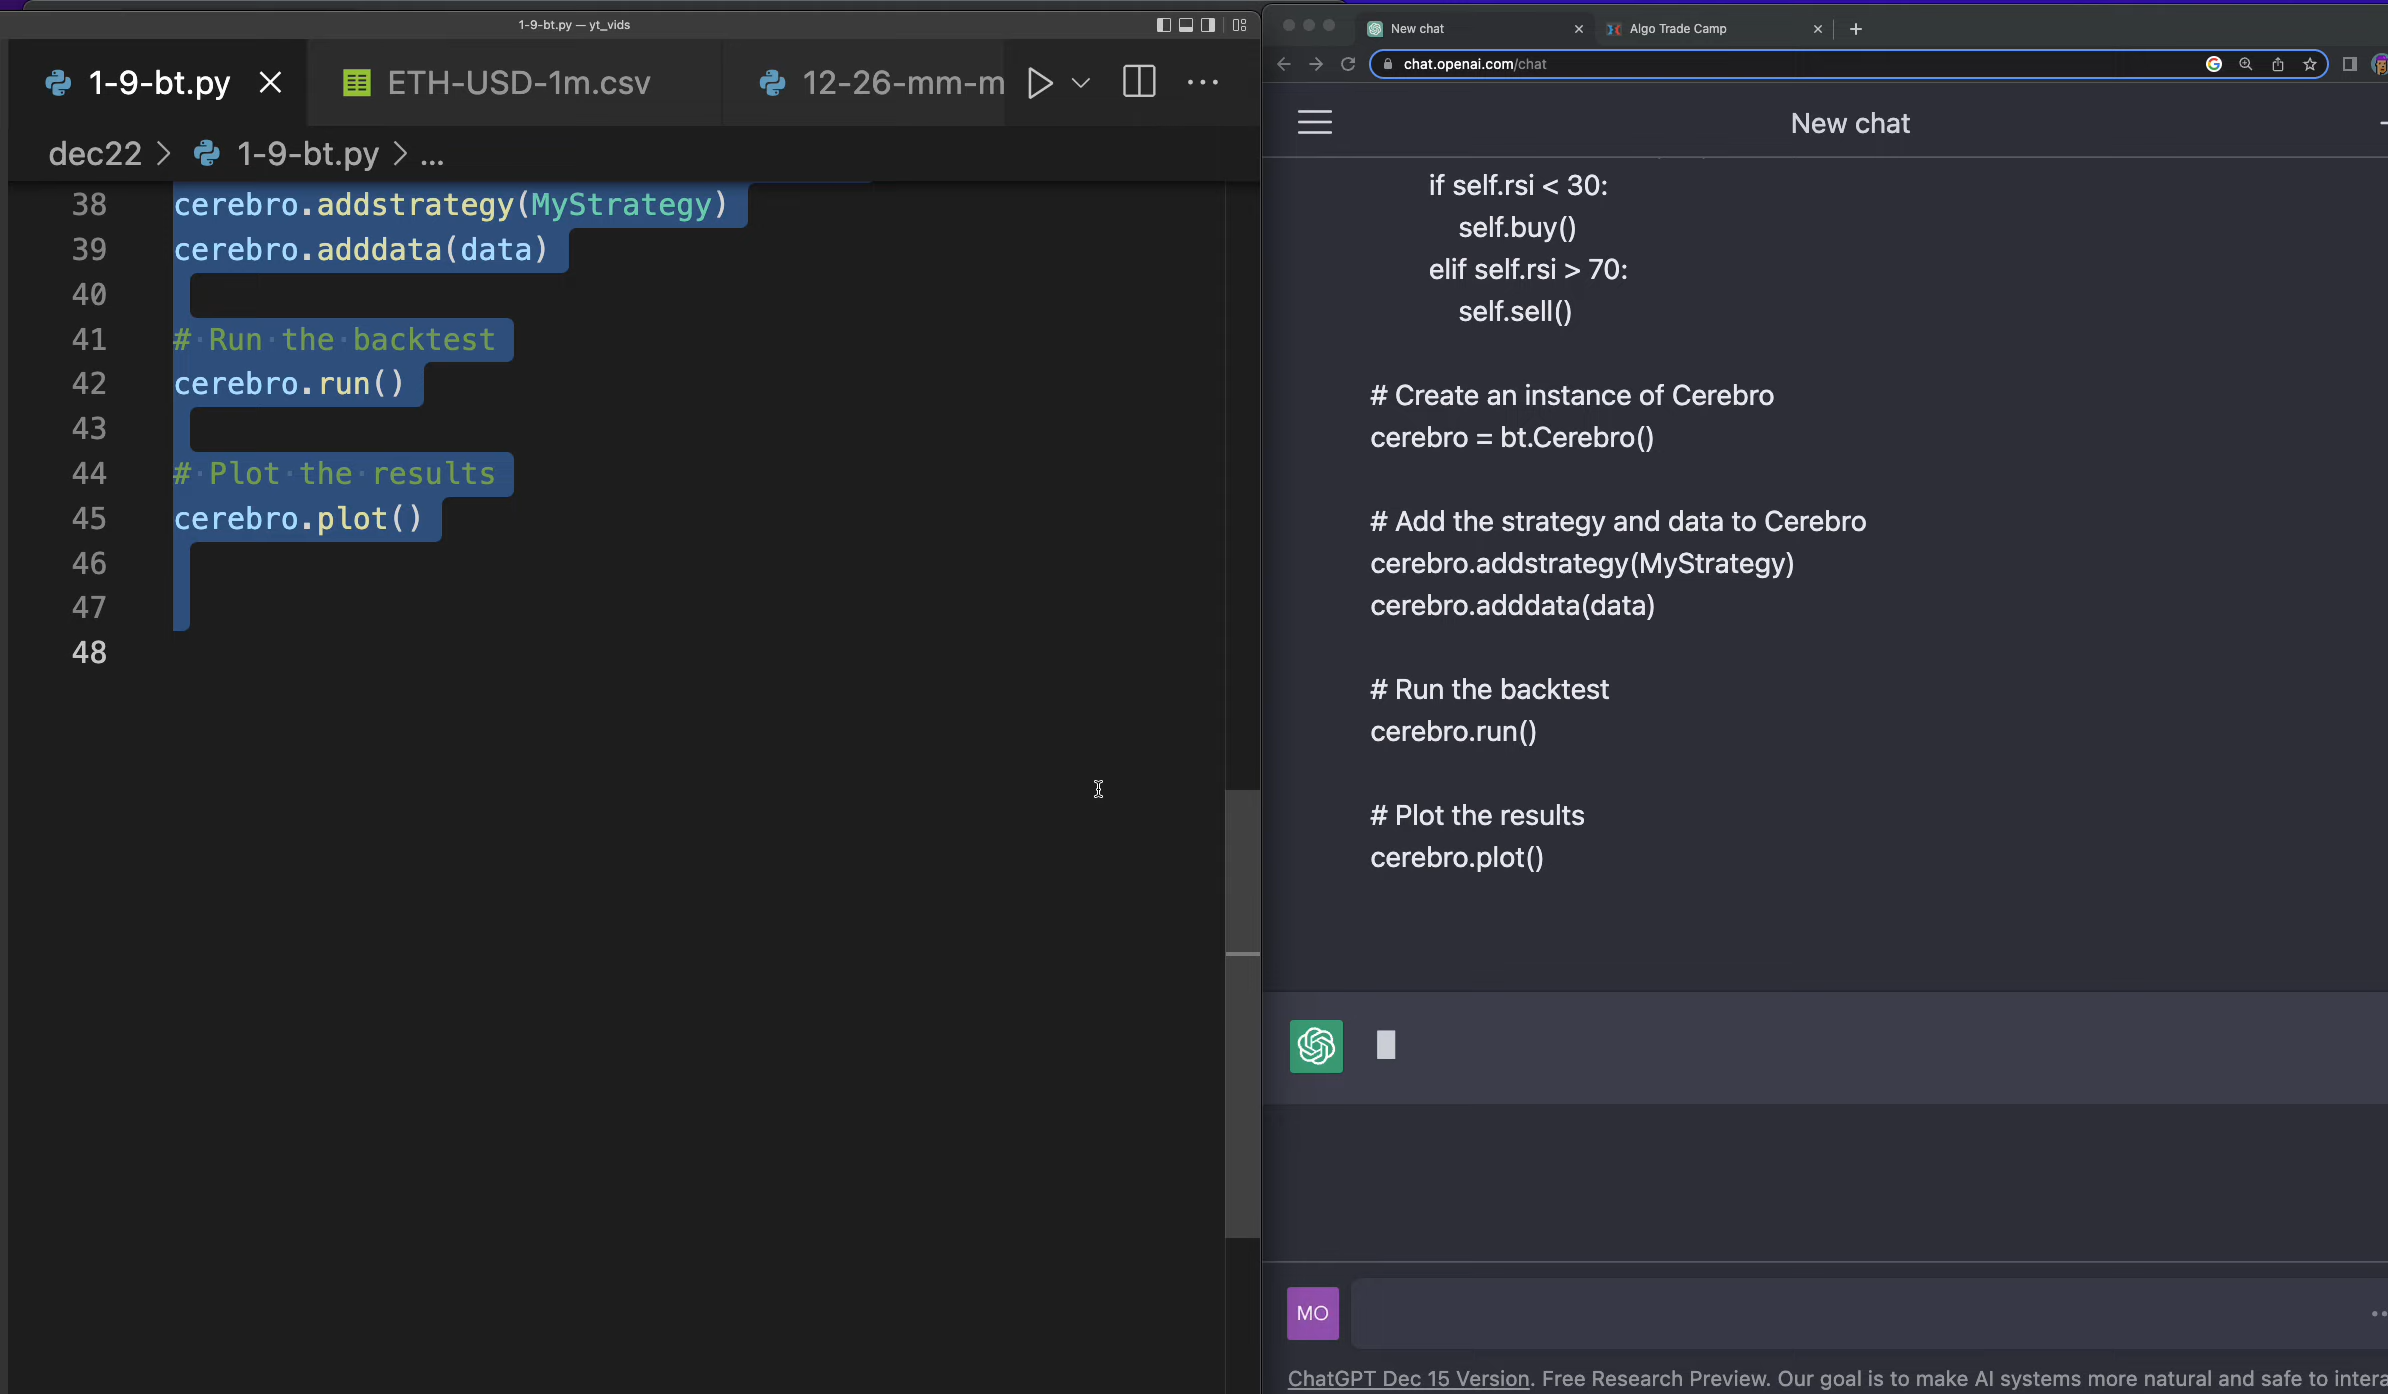 1-9-bt.py — yt_vids
1-9-bt.py
ETH-USD-1m.csv
12-26-mm-m
dec22 > 1-9-bt.py > ...
38 cerebro.addstrategy(MyStrategy)
39 cerebro.adddata(data)
40
41 # Run the backtest
42 cerebro.run()
43
44 # Plot the results
45 cerebro.plot()
46
47
48
New chat
Algo Trade Camp
chat.openai.com/chat
New chat
if self.rsi < 30:
self.buy()
elif self.rsi > 70:
self.sell()
# Create an instance of Cerebro
cerebro = bt.Cerebro()
# Add the strategy and data to Cerebro
cerebro.addstrategy(MyStrategy)
cerebro.adddata(data)
# Run the backtest
cerebro.run()
# Plot the results
cerebro.plot()
MO
ChatGPT Dec 15 Version. Free Research Preview. Our goal is to make AI systems more natural and safe to intera